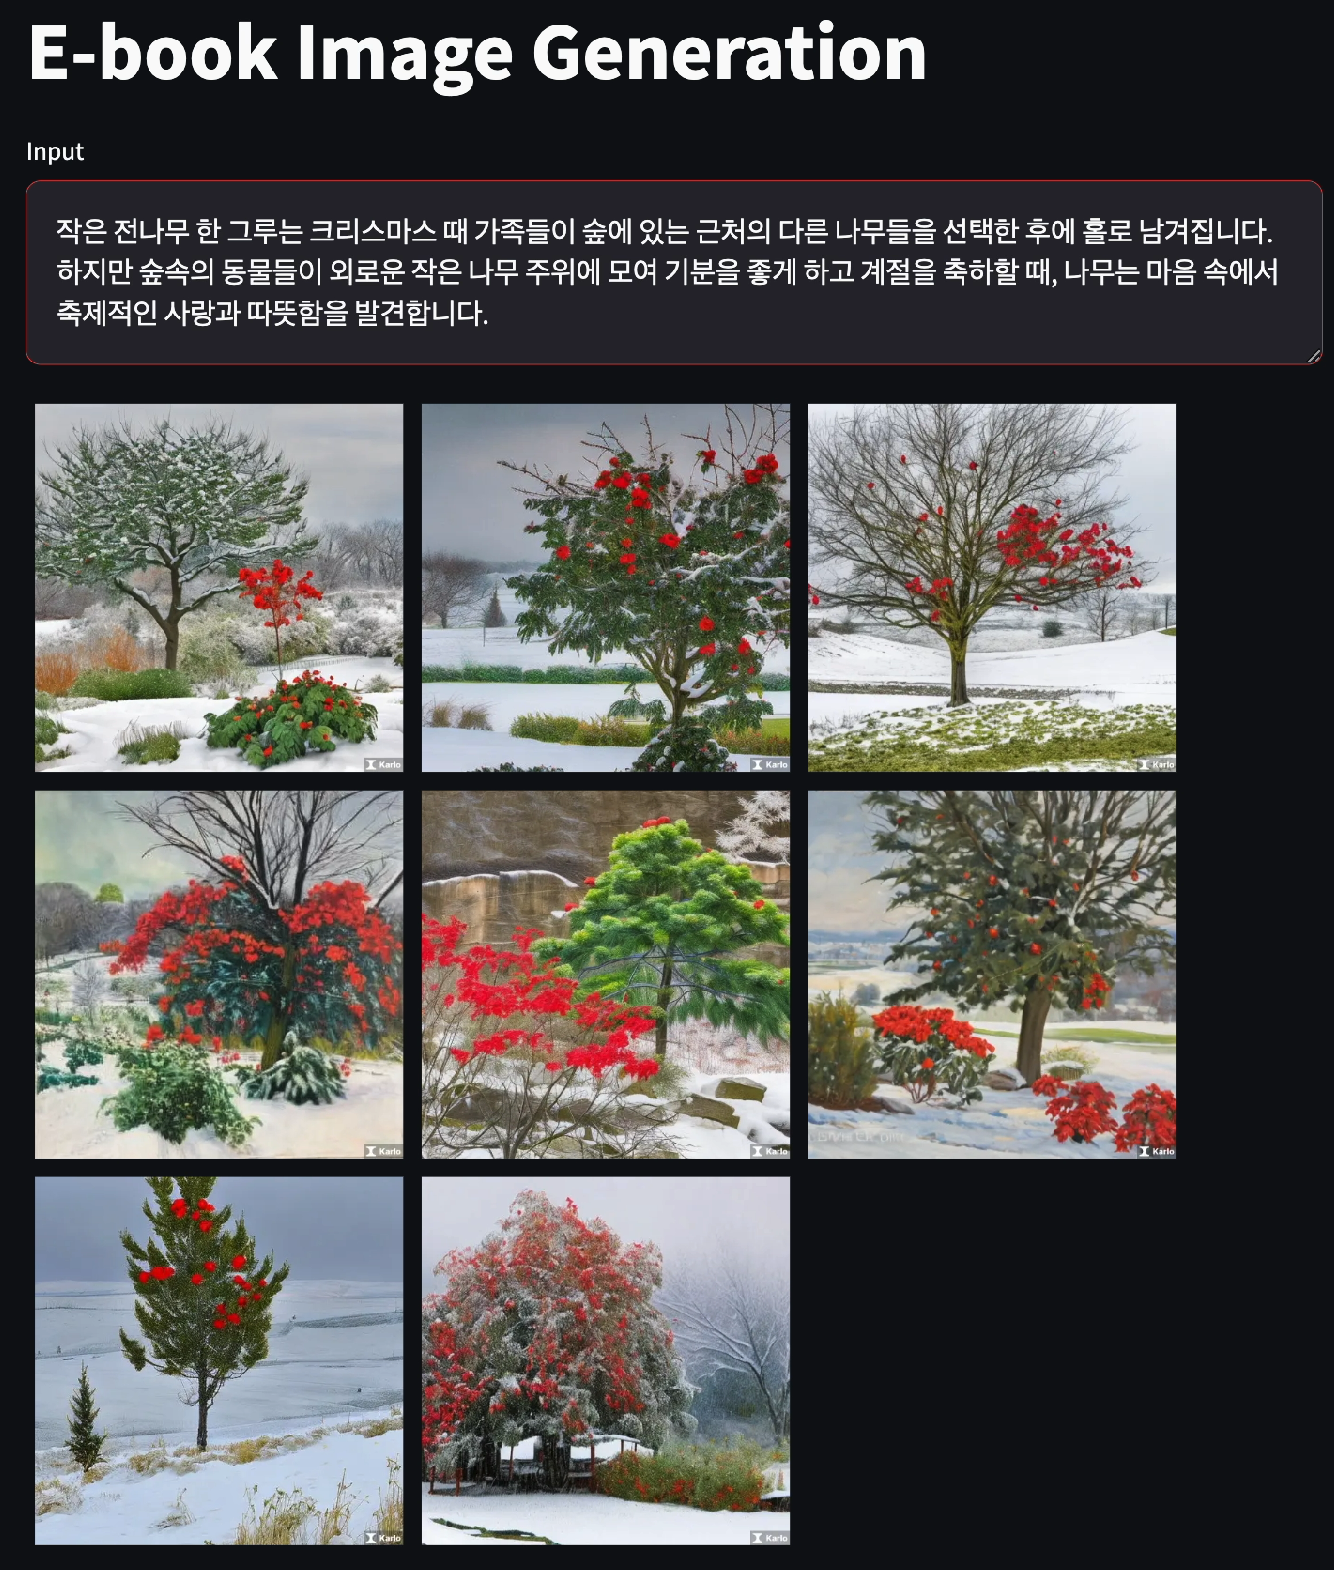 E-book Image Generation
Input
작은 전나무 한 그루는 크리스마스 때 가족들이 숲에 있는 근처의 다른 나무들을 선택한 후에 홀로 남겨집니다.
하지만 숲속의 동물들이 외로운 작은 나무 주위에 모여 기분을 좋게 하고 계절을 축하할 때, 나무는 마음 속에서
축제적인 사랑과 따뜻함을 발견합니다.
Karlo
Karlo
Karlo
Karlo
Karlo
Karlo
Karlo
Karlo